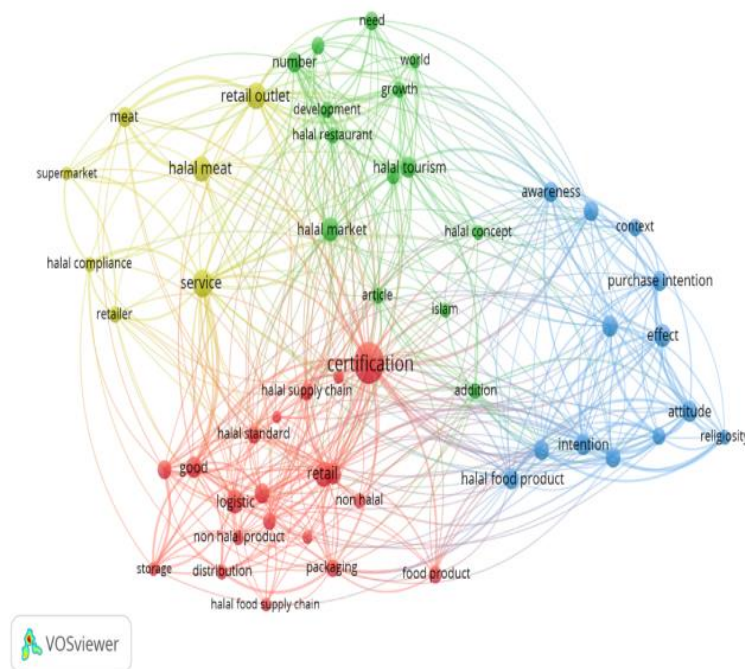 need
number
world
retail outlet
growth
development
meat
halal restaurant
supermarket
halal meat
halal tourism
awareness
context
halal market
halal concept
halal compliance
service
purchase intention
article
islam
retailer
effect
certification
halal supply chain
addition
attitude
halal standard
religiosity
good
intention
retail
halal food product
logistic
non halal
non halal product
storage
distribution
packaging
food product
halal food supply chain
VOSviewer